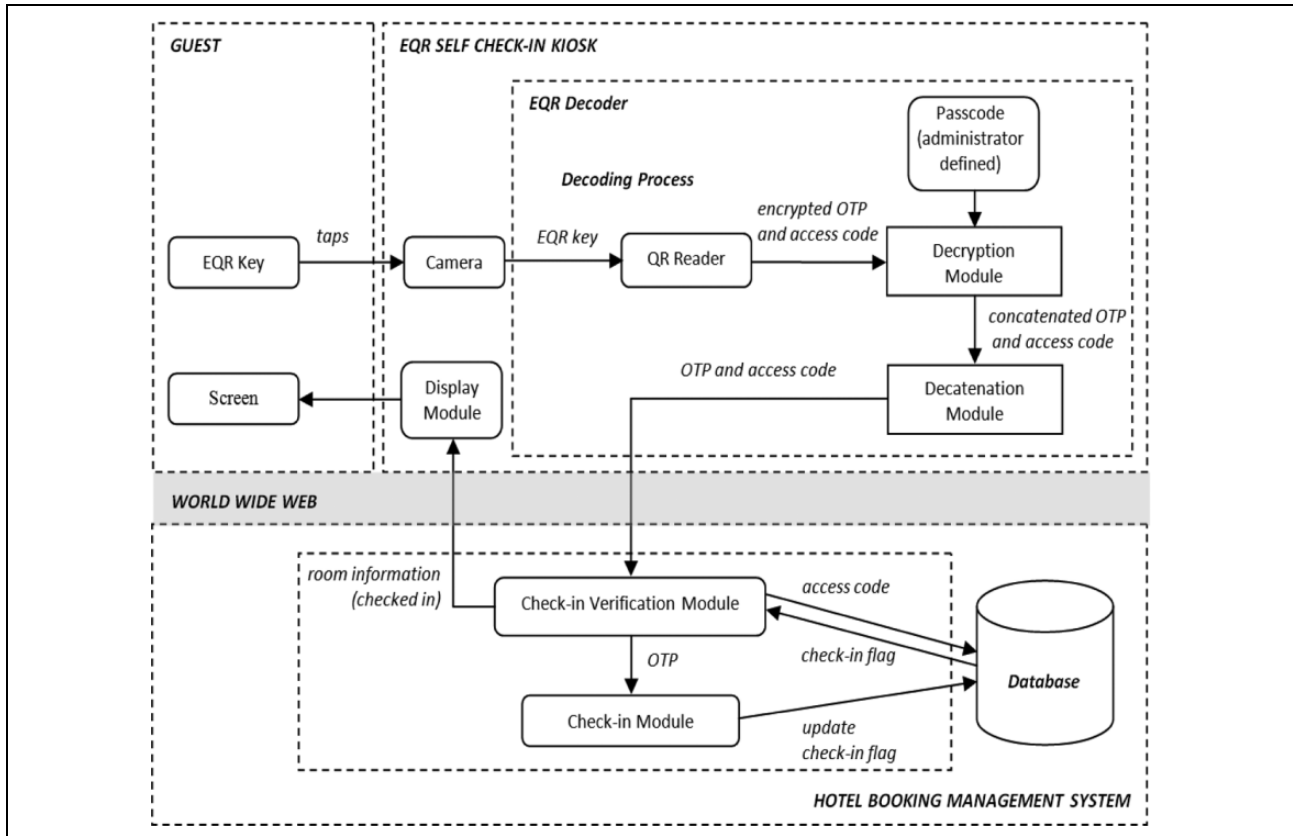 GUEST
EQR SELF CHECK-IN KIOSK
EQR Decoder
Passcode
(administrator
defined)
Decoding Process
encrypted OTP
and access code
taps
EQR key
EQR Key
Camera
QR Reader
Decryption
Module
concatenated OTP
and access code
OTP and access code
Screen
Display
Module
Decatenation
Module
WORLD WIDE WEB
room information
(checked in)
Check-in Verification Module
access code
check-in flag
OTP
Database
Check-in Module
update
check-in flag
HOTEL BOOKING MANAGEMENT SYSTEM